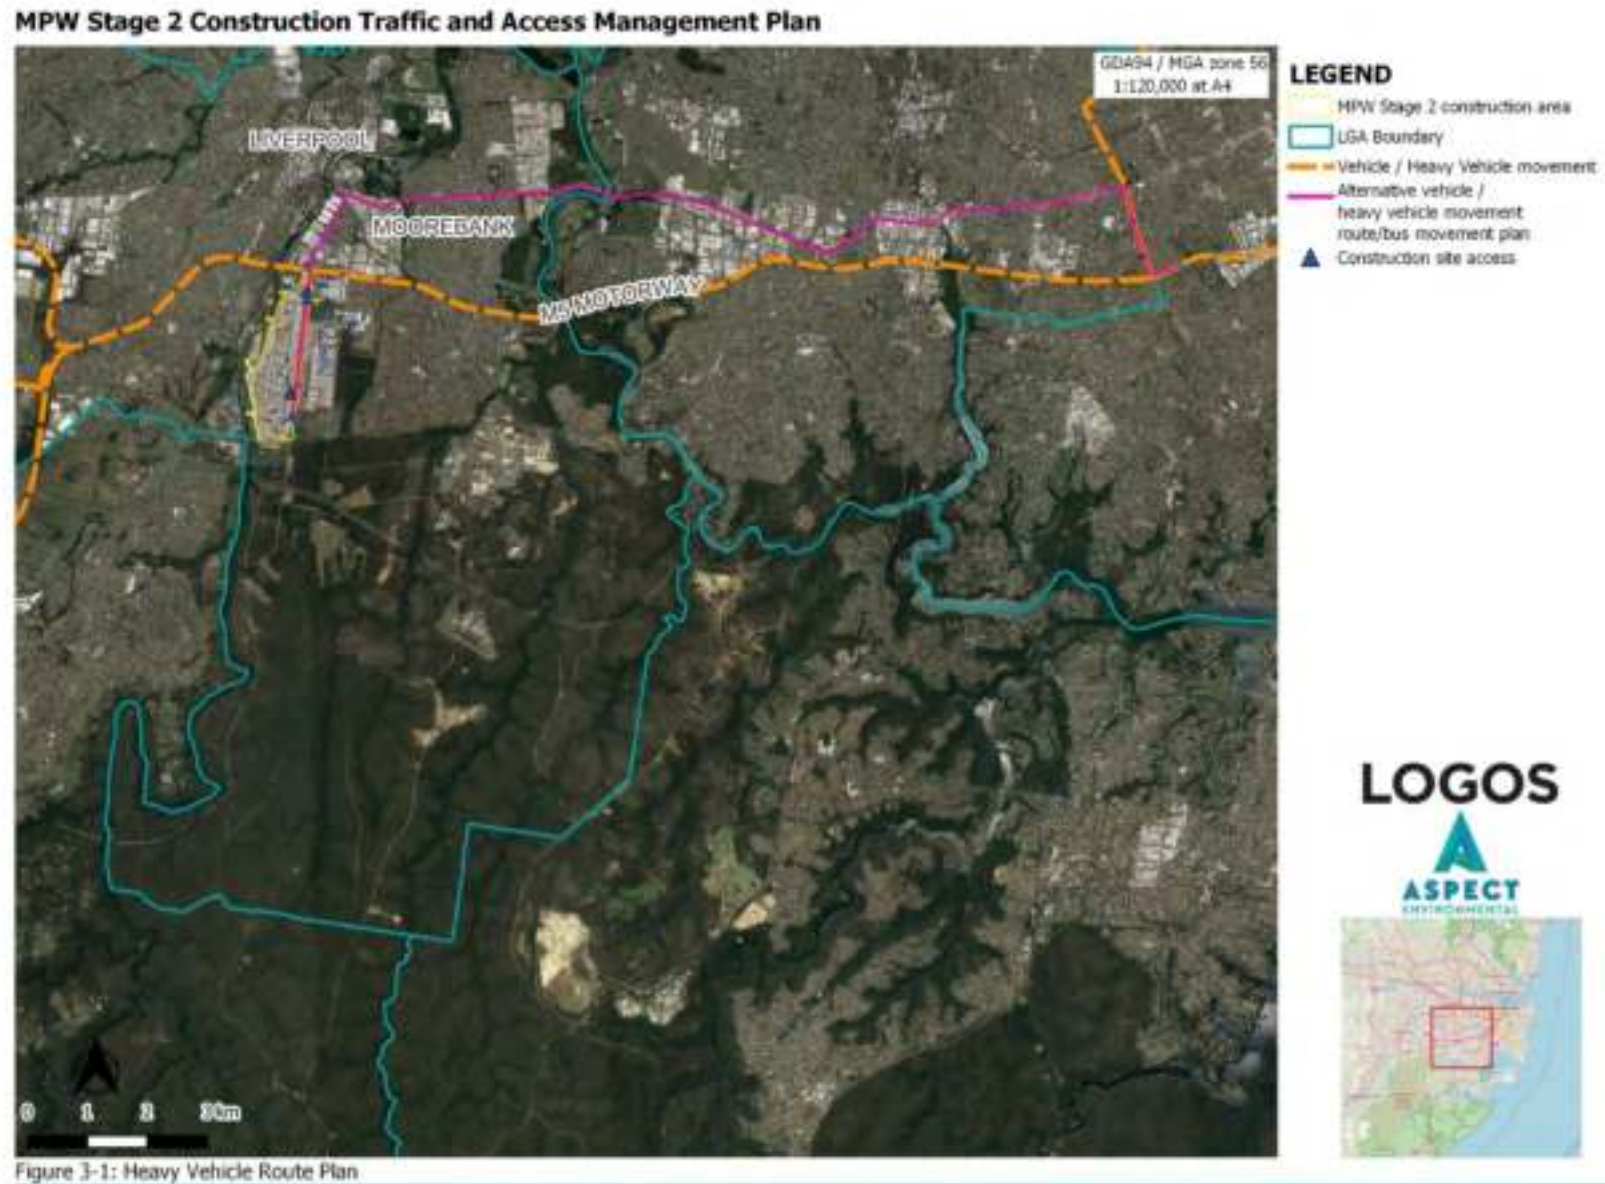 MPW Stage 2 Construction Traffic and Access Management Plan
GDA94 / MGA zone 56
1:120,000 at A4
LEGEND
MPW Stage 2 construction area
LGA Boundary
Vehicle / Heavy Vehicle movement
Alternative vehicle /
heavy vehicle movement
route/bus movement plan
Construction site access
LIVERPOOL
MOOREBANK
M5 MOTORWAY
LOGOS
ASPECT
ENVIRONMENTAL
0 1 2 3 km
Figure 3-1: Heavy Vehicle Route Plan